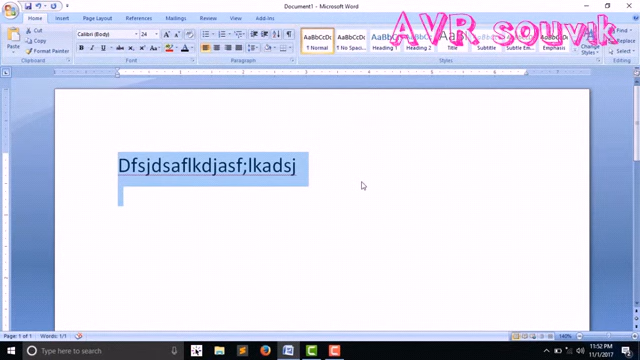 Document1 - Microsoft Word
Home Insert Page Layout References Mailings Review View Add-Ins
AVR souvik
Paste
Cut
Copy
Format Painter
Clipboard
Calibri (Body) 24
Font
Paragraph
AaBbCcDc AaBbCcDc
1 Normal 1 No Spaci... Heading 1 Heading 2 Title Subtitle Subtle Em... Emphasis
Change Styles
Styles
Find
Replace
Select
Editing
Dfsjdsaflkdjasf;lkadsj
Page: 1 of 1 Words: 1/1 140%
Type here to search
11:52 PM
11/1/2017